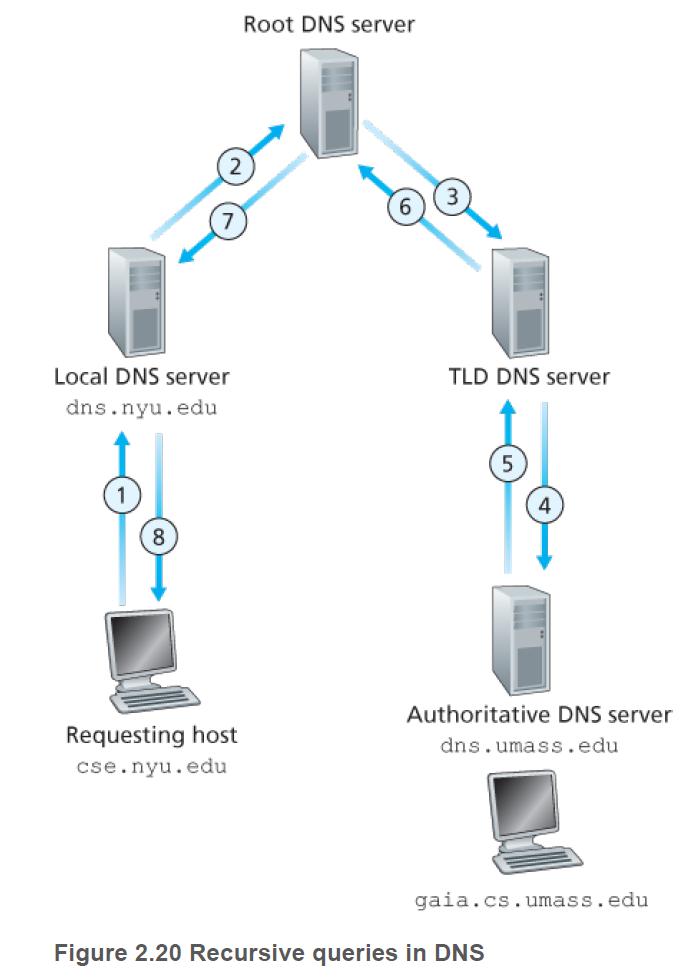 Root DNS server
2
3
7
6
Local DNS server
dns.nyu.edu
TLD DNS server
1
8
5
4
Requesting host
cse.nyu.edu
Authoritative DNS server
dns.umass.edu
gaia.cs.umass.edu
Figure 2.20 Recursive queries in DNS